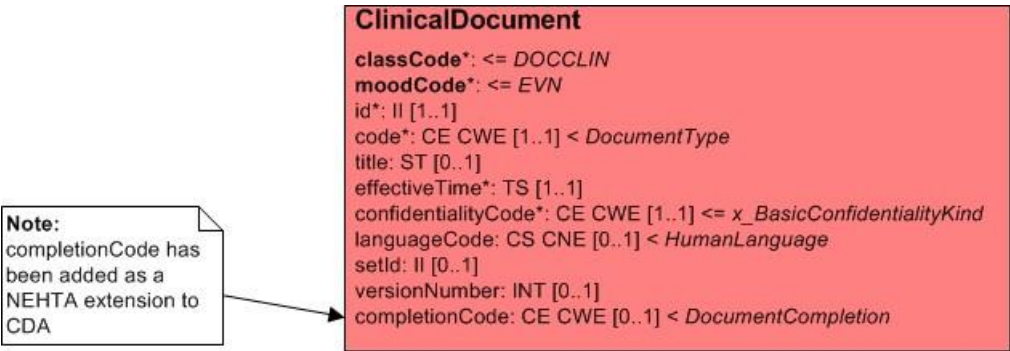 ClinicalDocument
classCode*: <= DOCCLIN
moodCode*: <= EVN
id*: II [1..1]
code*: CE CWE [1..1] < DocumentType
title: ST [0..1]
effectiveTime*: TS [1..1]
confidentialityCode*: CE CWE [1..1] <= x_BasicConfidentialityKind
languageCode: CS CNE [0..1] < HumanLanguage
setId: II [0..1]
versionNumber: INT [0..1]
completionCode: CE CWE [0..1] < DocumentCompletion
Note:
completionCode has
been added as a
NEHTA extension to
CDA